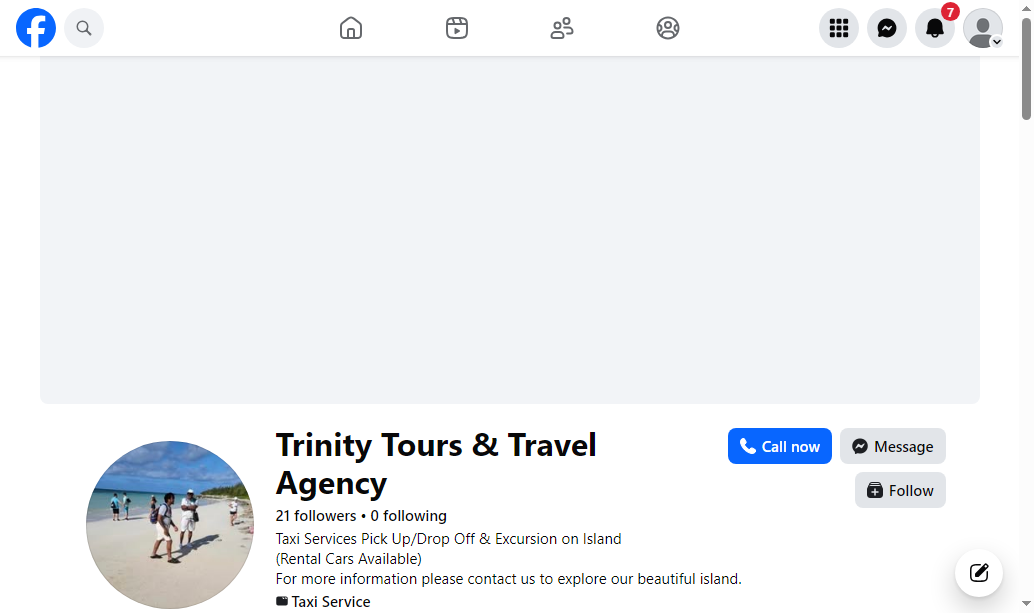 7
Trinity Tours & Travel
Agency
Call now
Message
Follow
21 followers • 0 following
Taxi Services Pick Up/Drop Off & Excursion on Island
(Rental Cars Available)
For more information please contact us to explore our beautiful island.
Taxi Service